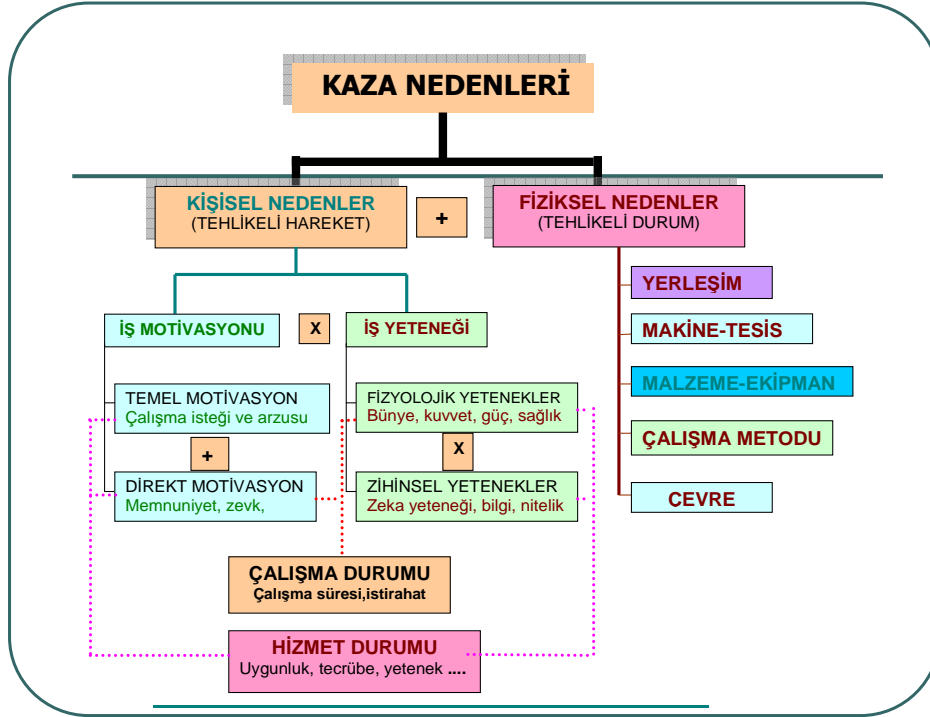 KAZA NEDENLERİ
KİŞİSEL NEDENLER
(TEHLİKELİ HAREKET)
+
FİZİKSEL NEDENLER
(TEHLİKELİ DURUM)
İŞ MOTİVASYONU
X
İŞ YETENEĞİ
TEMEL MOTİVASYON
Çalışma isteği ve arzusu
+
DİREKT MOTİVASYON
Memnuniyet, zevk,
FİZYOLOJİK YETENEKLER
Bünye, kuvvet, güç, sağlık
X
ZİHİNSEL YETENEKLER
Zeka yeteneği, bilgi, nitelik
YERLEŞİM
MAKİNE-TESİS
MALZEME-EKİPMAN
ÇALIŞMA METODU
ÇEVRE
ÇALIŞMA DURUMU
Çalışma süresi,istirahat
HİZMET DURUMU
Uygunluk, tecrübe, yetenek ....